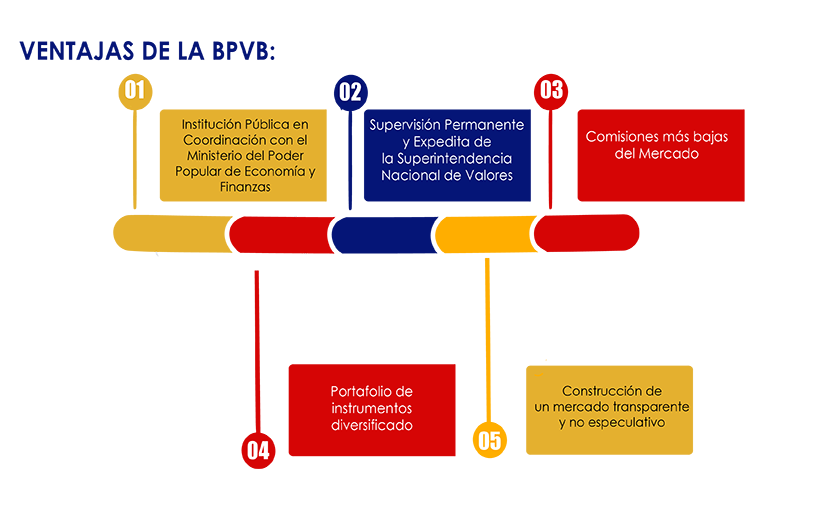 VENTAJAS DE LA BPVB:
01
Institución Pública en
Coordinación con el
Ministerio del Poder
Popular de Economía y
Finanzas
02
Supervisión Permanente
y Expedita de
la Superintendencia
Nacional de Valores
03
Comisiones más bajas
del Mercado
04
Portafolio de
instrumentos
diversificado
05
Construcción de
un mercado transparente
y no especulativo